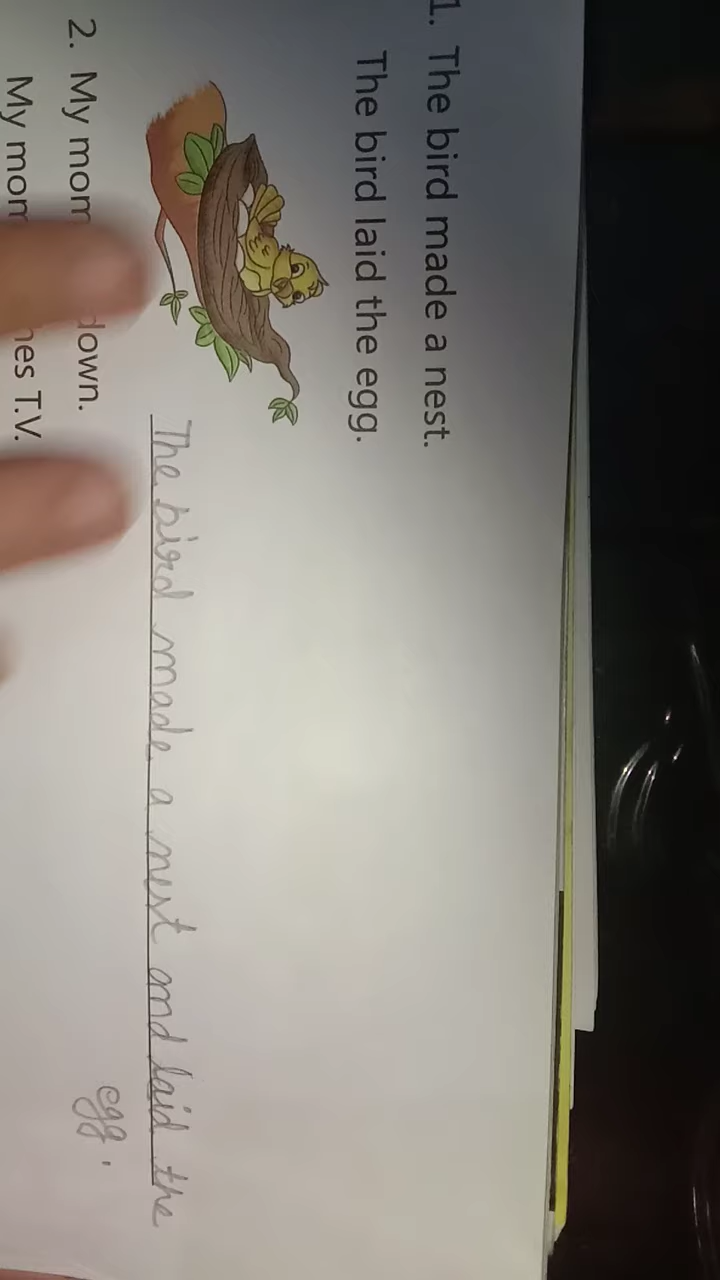 1. The bird made a nest.
The bird laid the egg.
The bird made a nest and laid the
egg.
2. My mom down.
My mom T.V.